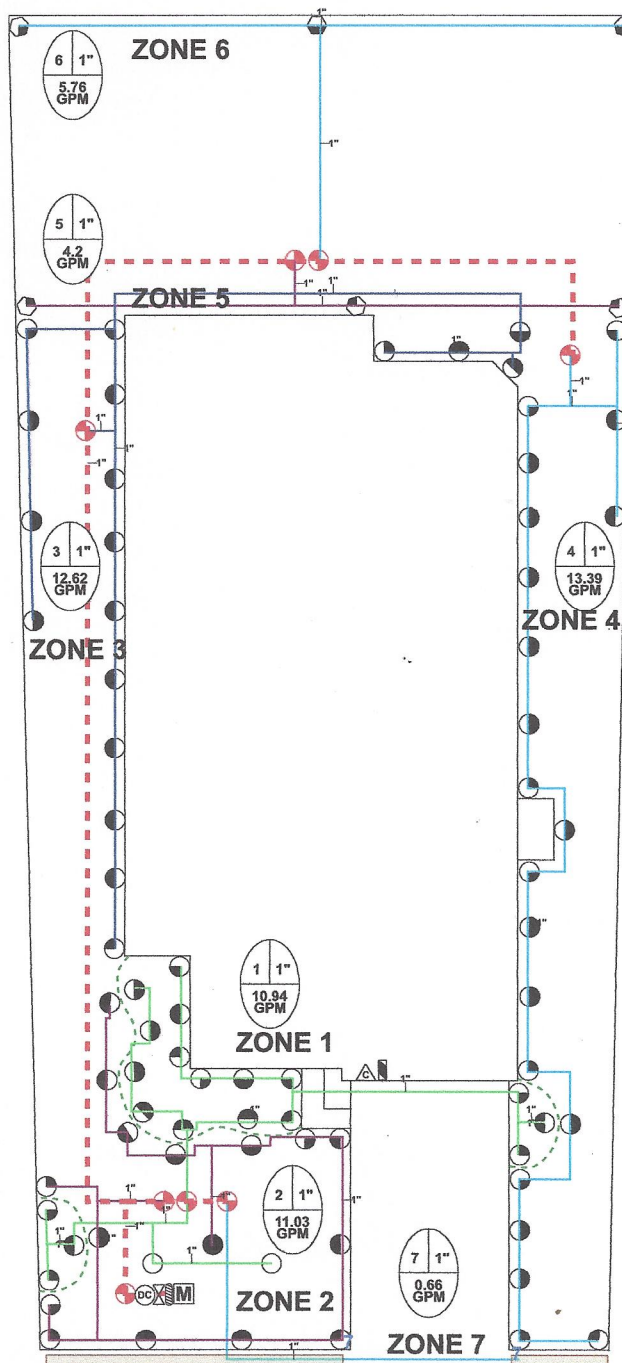 1"
ZONE 6
6 1"
5.76
GPM
1"
5 1"
4.2
GPM
1"
1"
ZONE 5
1"
1"
1"
1"
1"
1"
1"
3 1"
12.62
GPM
4 1"
13.39
GPM
ZONE 4
ZONE 3
1"
1 1"
10.94
GPM
ZONE 1
C
1"
1"
1"
2 1"
11.03
GPM
1"
1"
1"
1"
1"
1"
1"
7 1"
0.66
GPM
DC
M
ZONE 2
ZONE 7
1"